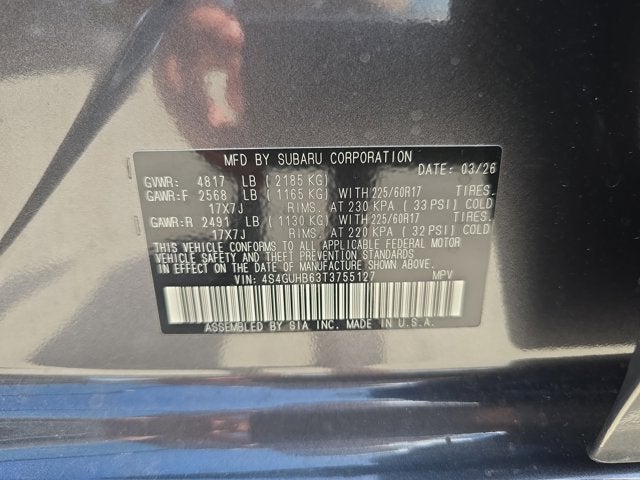 MFD BY SUBARU CORPORATION DATE: 03/26
GVWR: 4817 LB ( 2185 KG)
GAWR:F 2568 LB ( 1165 KG) WITH 225/60R17 TIRES.
17X7J RIMS. AT 230 KPA ( 33 PSI) COLD
GAWR:R 2491 LB ( 1130 KG) WITH 225/60R17 TIRES.
17X7J RIMS. AT 220 KPA ( 32 PSI) COLD
THIS VEHICLE CONFORMS TO ALL APPLICABLE FEDERAL MOTOR
VEHICLE SAFETY AND THEFT PREVENTION STANDARDS
IN EFFECT ON THE DATE OF MANUFACTURE SHOWN ABOVE.
VIN: 4S4GUHB63T3755127 MPV
ASSEMBLED BY SIA INC. MADE IN U.S.A.